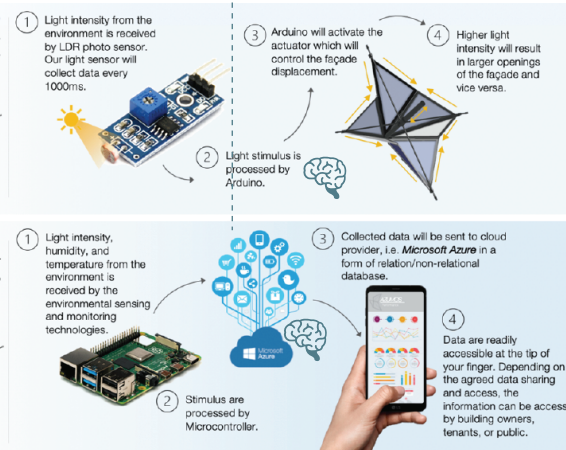 1
Light intensity from the
environment is received
by LDR photo sensor.
Our light sensor will
collect data every
1000ms.
2
Light stimulus is
processed by
Arduino.
3
Arduino will activate the
actuator which will
control the façade
displacement.
4
Higher light
intensity will result
in larger openings
of the façade and
vice versa.
1
Light intensity,
humidity, and
temperature from the
environment is
received by the
environmental sensing
and monitoring
technologies.
2
Stimulus are
processed by
Microcontroller.
Microsoft
Azure
3
Collected data will be sent to cloud
provider, i.e. Microsoft Azure in a
form of relation/non-relational
database.
4
Data are readily
accessible at the tip of
your finger. Depending on
the agreed data sharing
and access, the
information can be access
by building owners,
tenants, or public.